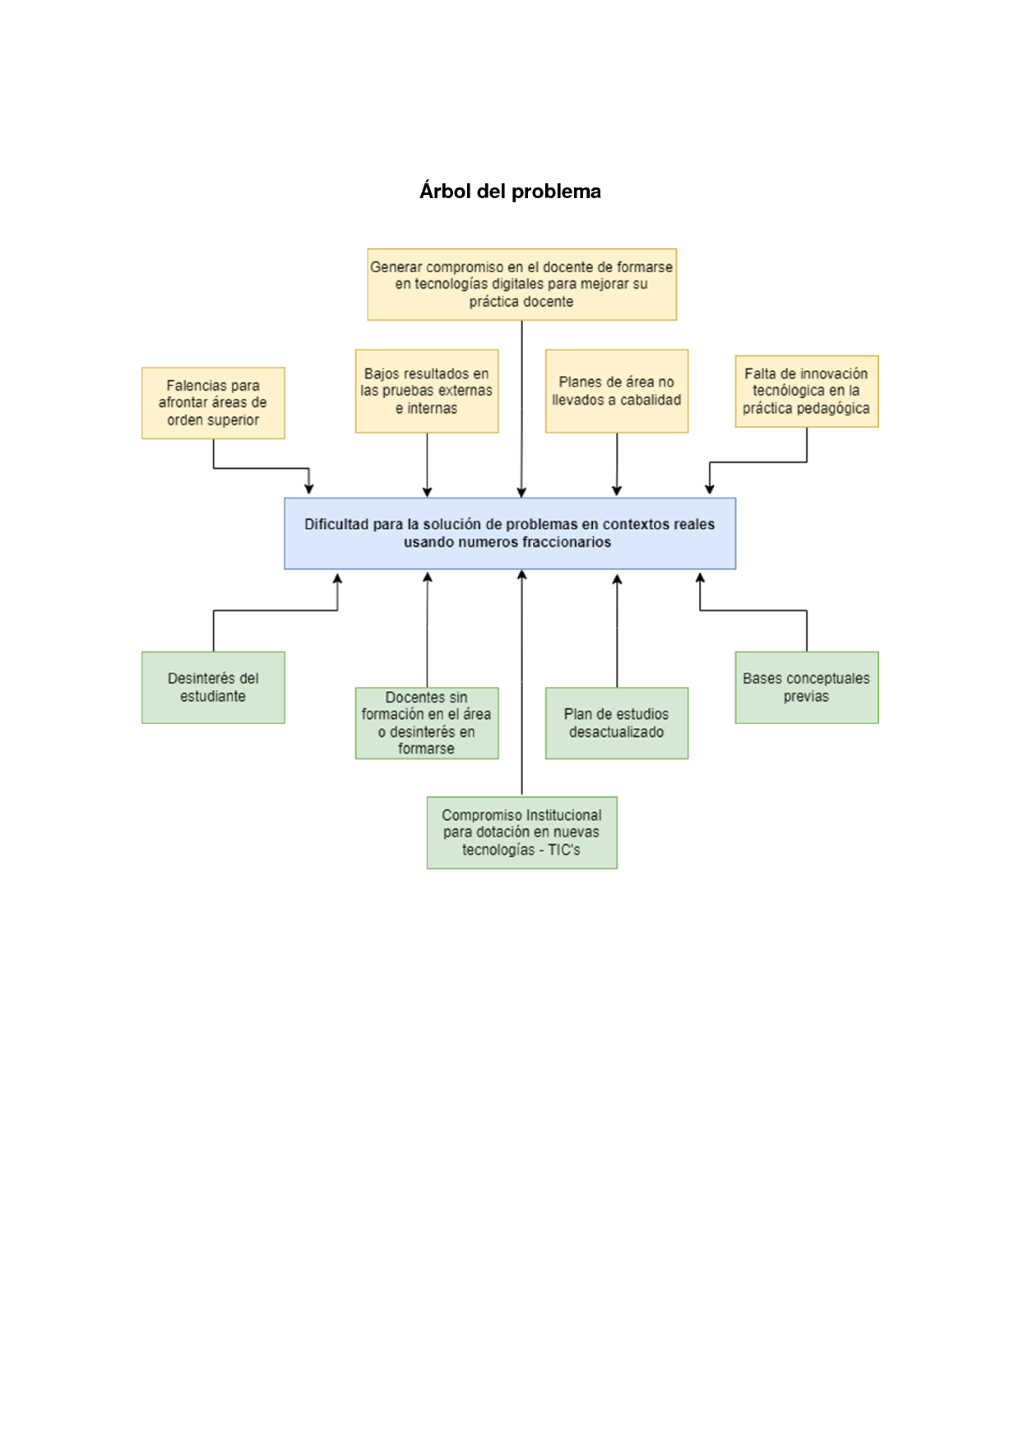 Árbol del problema
Generar compromiso en el docente de formarse
en tecnologías digitales para mejorar su
práctica docente
Falencias para
afrontar áreas de
orden superior
Bajos resultados en
las pruebas externas
e internas
Planes de área no
llevados a cabalidad
Falta de innovación
tecnólogica en la
práctica pedagógica
Dificultad para la solución de problemas en contextos reales
usando numeros fraccionarios
Desinterés del
estudiante
Docentes sin
formación en el área
o desinterés en
formarse
Plan de estudios
desactualizado
Bases conceptuales
previas
Compromiso Institucional
para dotación en nuevas
tecnologías - TIC's